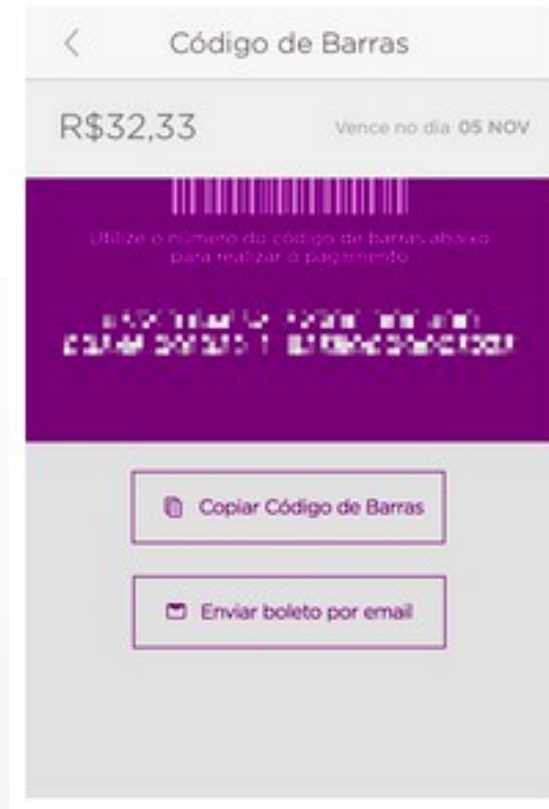 Código de Barras
R$32,33
Vence no dia 05 NOV
Utilize o número do código de barras abaixo
para realizar o pagamento
Copiar Código de Barras
Enviar boleto por email